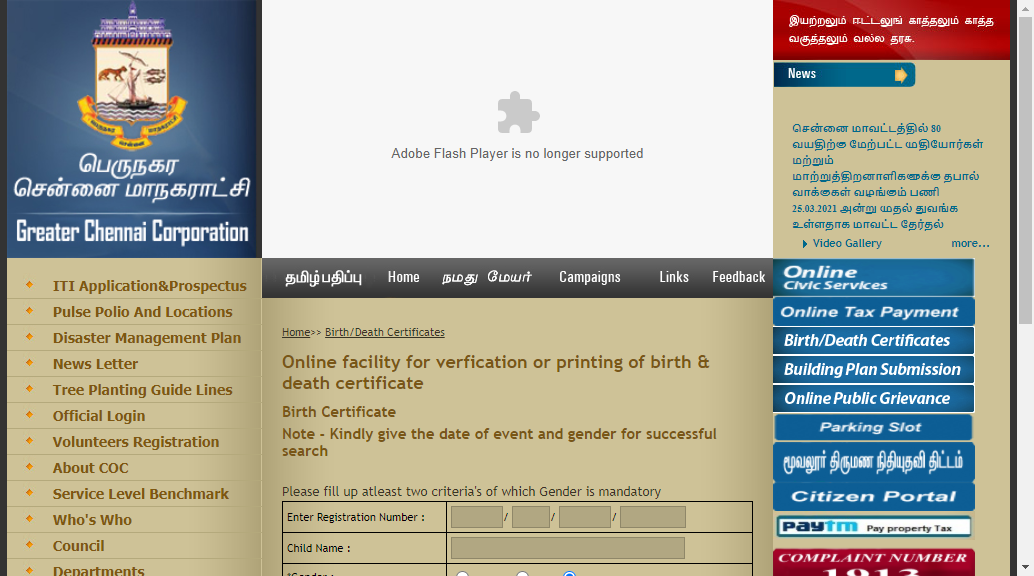 பெருநகர
சென்னை மாநகராட்சி
Greater Chennai Corporation
ITI Application&Prospectus
Pulse Polio And Locations
Disaster Management Plan
News Letter
Tree Planting Guide Lines
Official Login
Volunteers Registration
About COC
Service Level Benchmark
Who's Who
Council
Departments
Adobe Flash Player is no longer supported
தமிழ் பதிப்பு Home நமது மேயர் Campaigns Links Feedback
Home>> Birth/Death Certificates
Online facility for verfication or printing of birth &
death certificate
Birth Certificate
Note - Kindly give the date of event and gender for successful
search
Please fill up atleast two criteria's of which Gender is mandatory
Enter Registration Number : / / /
Child Name :
*Gender :
இயற்றலும் ஈட்டலுங் காத்தலும் காத்த
வகுத்தலும் வல்ல தரசு.
News
சென்னை மாவட்டத்தில் 80
வயதிற்கு மேற்பட்ட முதியோர்கள்
மற்றும்
மாற்றுத்திறனாளிகளுக்கு தபால்
வாக்குகள் வழங்கும் பணி
25.03.2021 அன்று முதல் துவங்க
உள்ளதாக மாவட்ட தேர்தல்
Video Gallery more...
Online
Civic Services
Online Tax Payment
Birth/Death Certificates
Building Plan Submission
Online Public Grievance
Parking Slot
மூவலூர் திருமண நிதியுதவி திட்டம்
Citizen Portal
paytm Pay property Tax
COMPLAINT NUMBER
1913